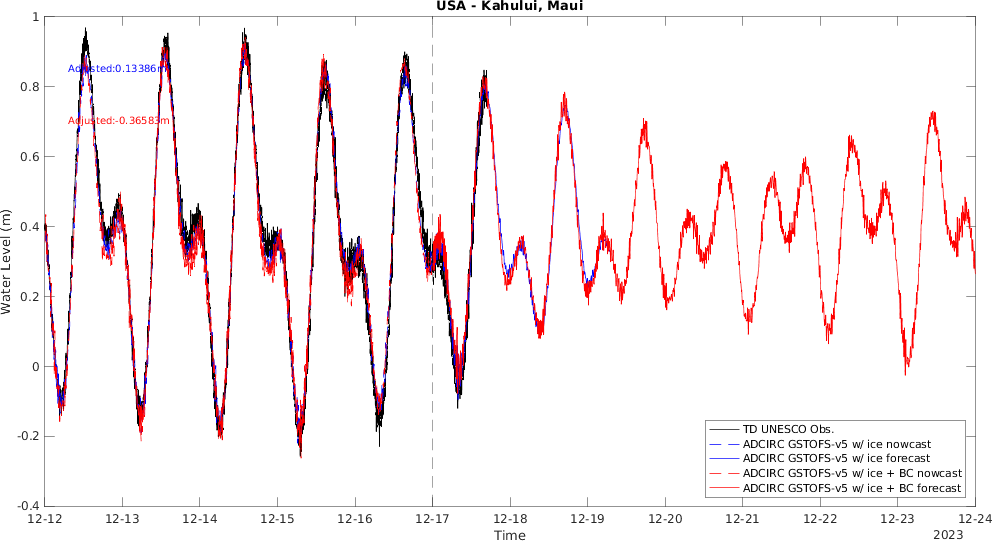 USA - Kahului, Maui
1
0.8
0.6
0.4
0.2
0
-0.2
-0.4
Water Level (m)
Adjusted:0.13386m
Adjusted:-0.36583m
TD UNESCO Obs.
ADCIRC GSTOFS-v5 w/ ice nowcast
ADCIRC GSTOFS-v5 w/ ice forecast
ADCIRC GSTOFS-v5 w/ ice + BC nowcast
ADCIRC GSTOFS-v5 w/ ice + BC forecast
12-12 12-13 12-14 12-15 12-16 12-17 12-18 12-19 12-20 12-21 12-22 12-23 12-24
Time
2023